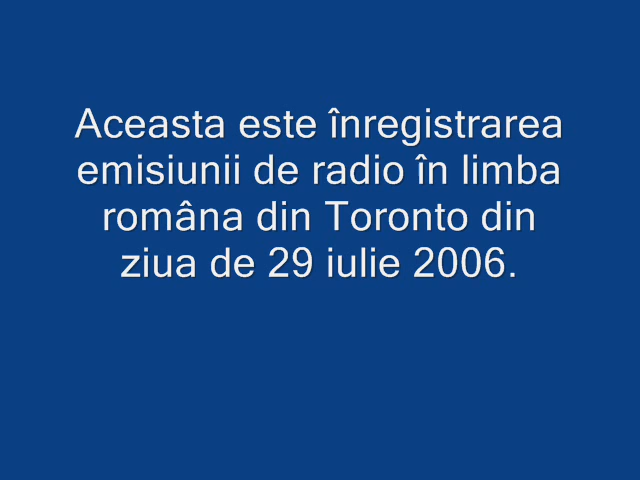 Aceasta este înregistrarea
emisiunii de radio în limba
româna din Toronto din
ziua de 29 iulie 2006.